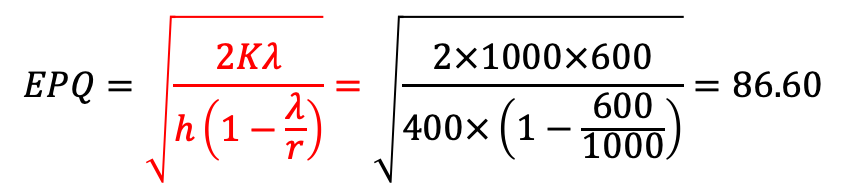 EPQ = √(2Kλ / h(1 − λ/r)) = √(2×1000×600 / 400×(1 − 600/1000)) = 86.60